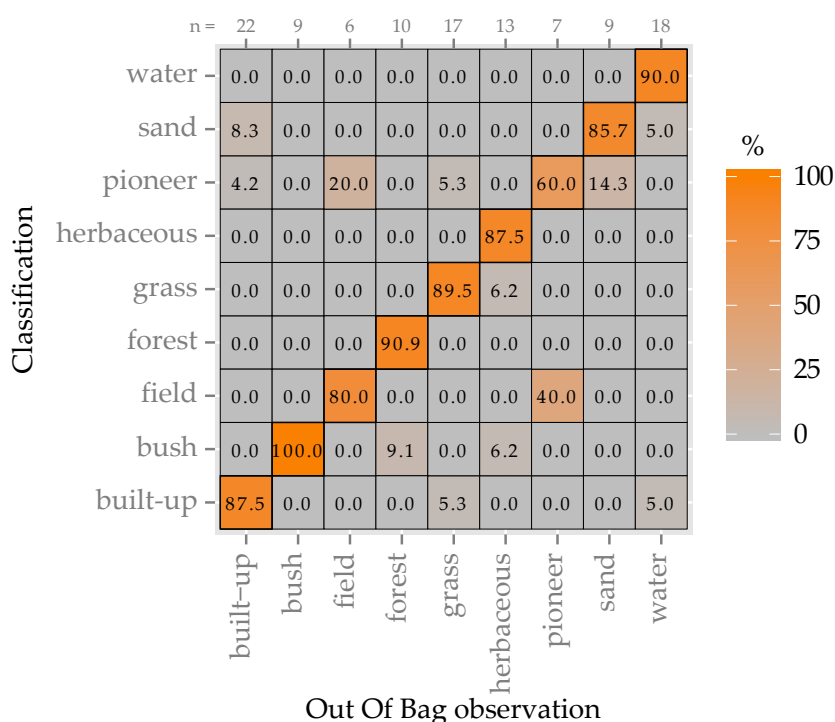 n = 22 9 6 10 17 13 7 9 18
water 0.0 0.0 0.0 0.0 0.0 0.0 0.0 0.0 90.0
sand 8.3 0.0 0.0 0.0 0.0 0.0 0.0 85.7 5.0
pioneer 4.2 0.0 20.0 0.0 5.3 0.0 60.0 14.3 0.0
herbaceous 0.0 0.0 0.0 0.0 0.0 87.5 0.0 0.0 0.0
grass 0.0 0.0 0.0 0.0 89.5 6.2 0.0 0.0 0.0
forest 0.0 0.0 0.0 90.9 0.0 0.0 0.0 0.0 0.0
field 0.0 0.0 80.0 0.0 0.0 0.0 40.0 0.0 0.0
bush 0.0 100.0 0.0 9.1 0.0 6.2 0.0 0.0 0.0
built-up 87.5 0.0 0.0 0.0 5.3 0.0 0.0 0.0 5.0
built–up bush field forest grass herbaceous pioneer sand water
Out Of Bag observation
Classification
%
100
75
50
25
0